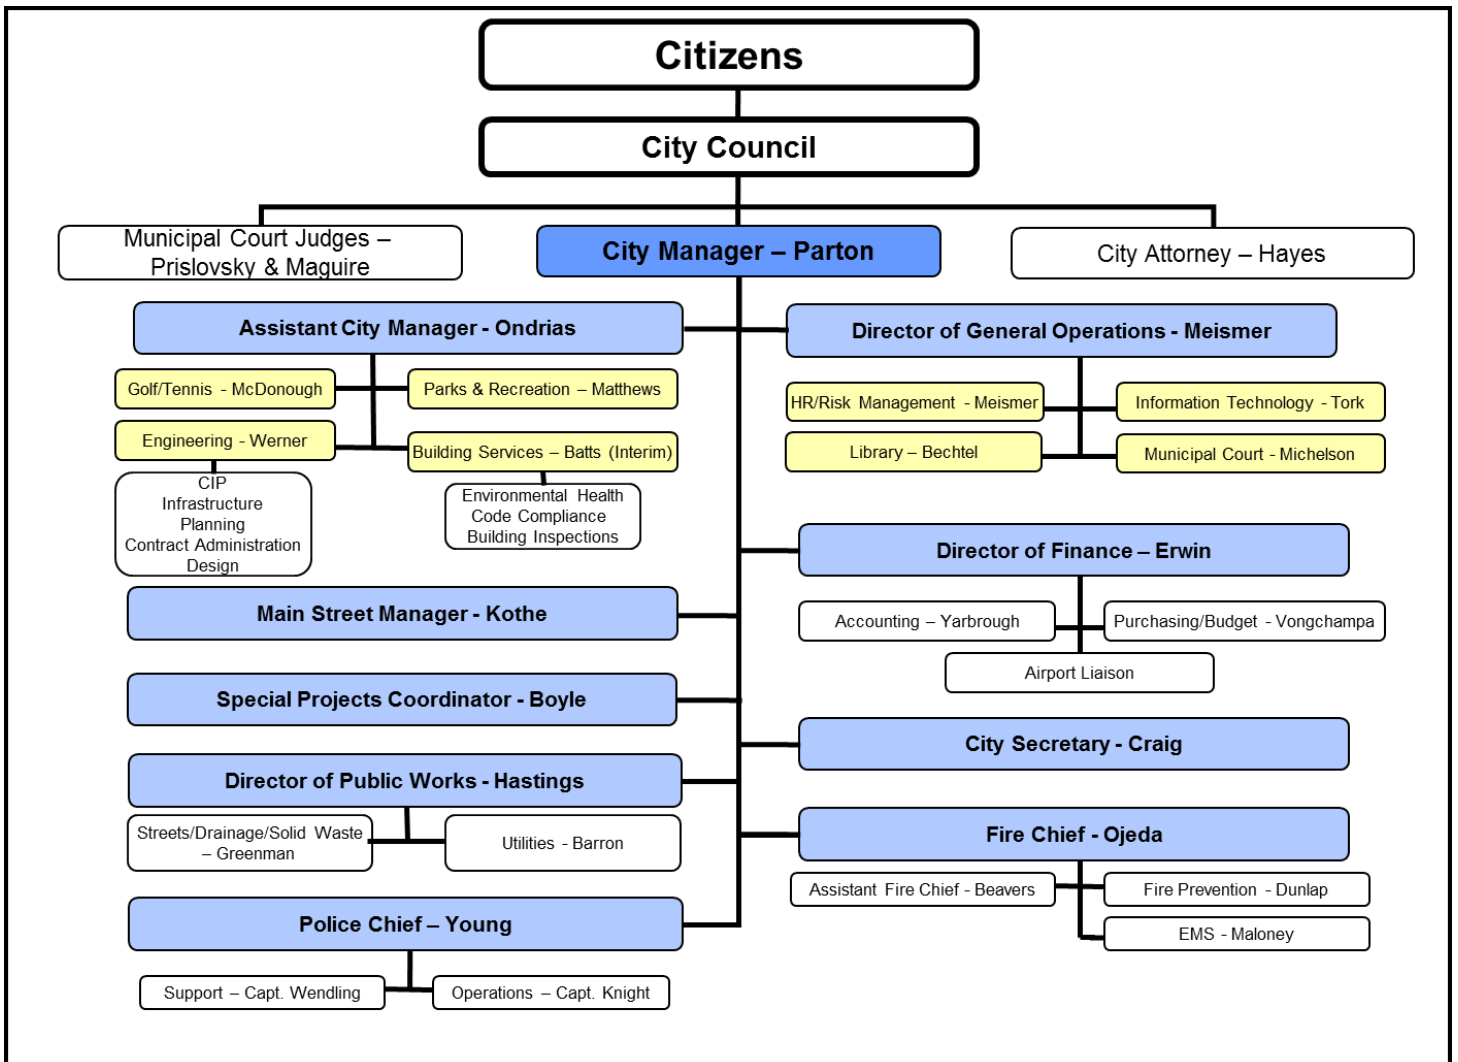 Citizens
City Council
Municipal Court Judges –
Prislovsky & Maguire
City Manager – Parton
City Attorney – Hayes
Assistant City Manager - Ondrias
Director of General Operations - Meismer
Golf/Tennis - McDonough
Parks & Recreation – Matthews
HR/Risk Management - Meismer
Information Technology - Tork
Engineering - Werner
Building Services – Batts (Interim)
Library – Bechtel
Municipal Court - Michelson
CIP
Infrastructure
Planning
Contract Administration
Design
Environmental Health
Code Compliance
Building Inspections
Director of Finance – Erwin
Main Street Manager - Kothe
Accounting – Yarbrough
Purchasing/Budget - Vongchampa
Airport Liaison
Special Projects Coordinator - Boyle
City Secretary - Craig
Director of Public Works - Hastings
Streets/Drainage/Solid Waste
– Greenman
Utilities - Barron
Fire Chief - Ojeda
Assistant Fire Chief - Beavers
Fire Prevention - Dunlap
EMS - Maloney
Police Chief – Young
Support – Capt. Wendling
Operations – Capt. Knight